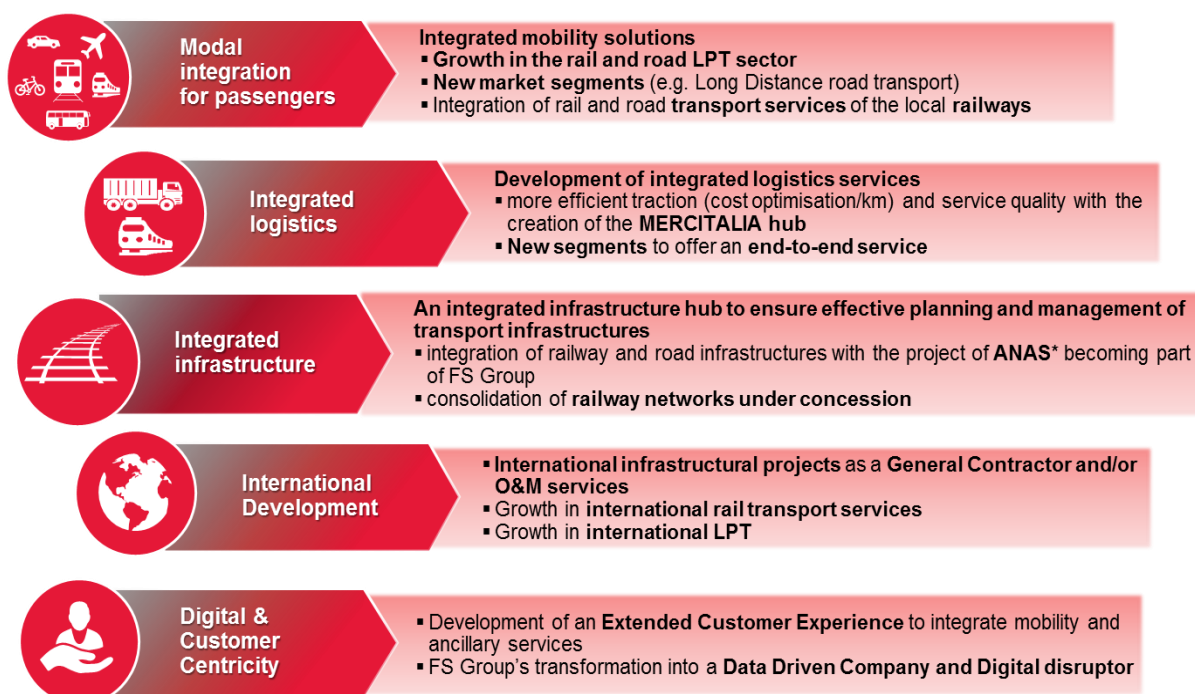 Modal
integration
for passengers
Integrated mobility solutions
▪ Growth in the rail and road LPT sector
▪ New market segments (e.g. Long Distance road transport)
▪ Integration of rail and road transport services of the local railways
Integrated
logistics
Development of integrated logistics services
▪ more efficient traction (cost optimisation/km) and service quality with the
creation of the MERCITALIA hub
▪ New segments to offer an end-to-end service
Integrated
infrastructure
An integrated infrastructure hub to ensure effective planning and management of
transport infrastructures
▪ integration of railway and road infrastructures with the project of ANAS* becoming part
of FS Group
▪ consolidation of railway networks under concession
International
Development
▪ International infrastructural projects as a General Contractor and/or
O&M services
▪ Growth in international rail transport services
▪ Growth in international LPT
Digital &
Customer
Centricity
▪ Development of an Extended Customer Experience to integrate mobility and
ancillary services
▪ FS Group's transformation into a Data Driven Company and Digital disruptor